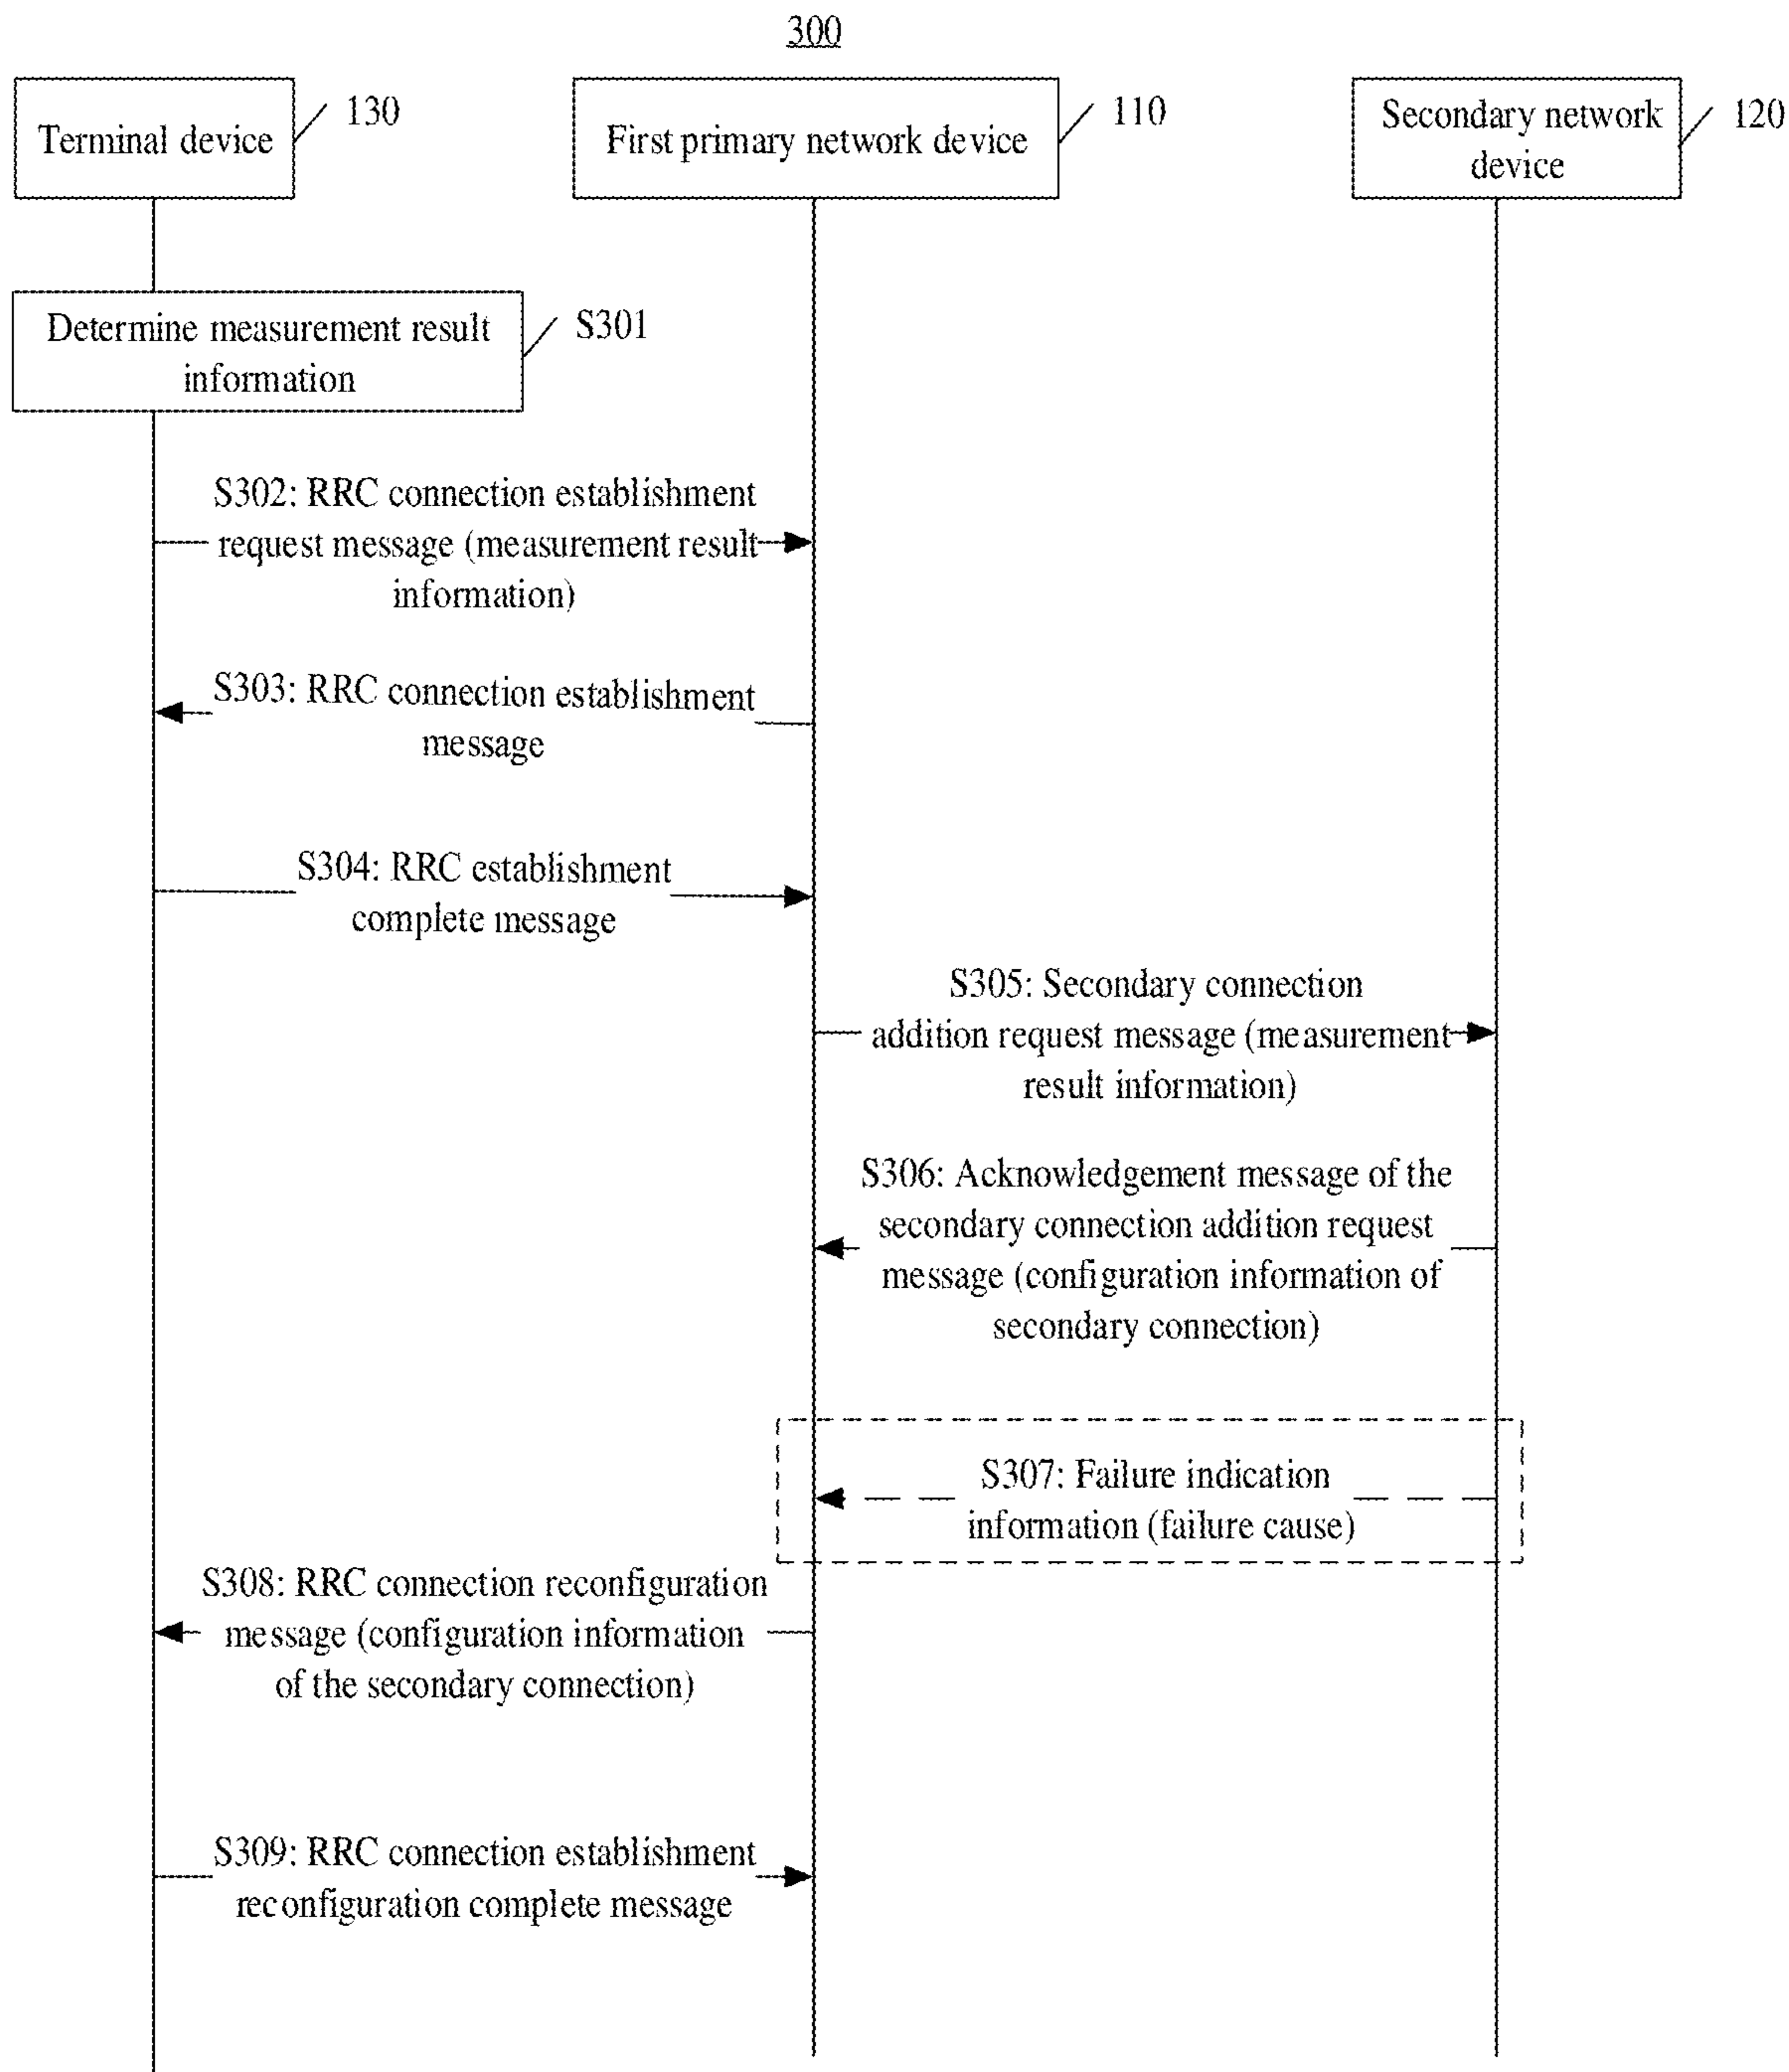 300
Terminal device
130
First primary network device
110
Secondary network
device
120
Determine measurement result
information
S301
S302: RRC connection establishment
request message (measurement result
information)
S303: RRC connection establishment
message
S304: RRC establishment
complete message
S305: Secondary connection
addition request message (measurement
result information)
S306: Acknowledgement message of the
secondary connection addition request
message (configuration information of
secondary connection)
S307: Failure indication
information (failure cause)
S308: RRC connection reconfiguration
message (configuration information
of the secondary connection)
S309: RRC connection establishment
reconfiguration complete message